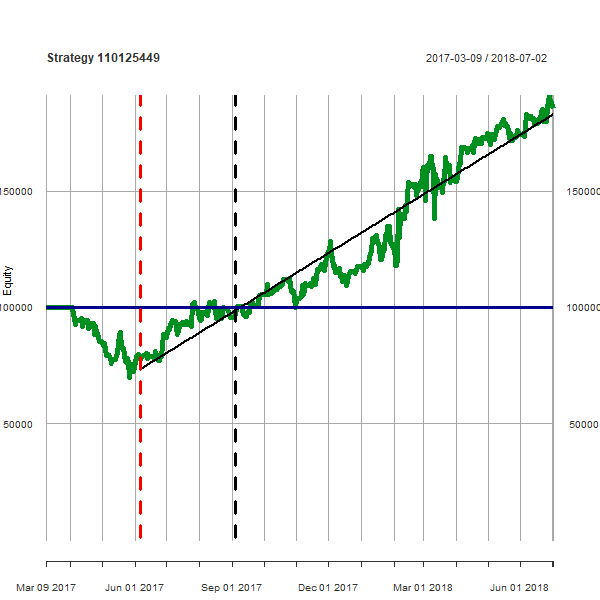 Strategy 110125449
2017-03-09 / 2018-07-02
150000
150000
Equity
100000
100000
50000
50000
Mar 09 2017
Jun 01 2017
Sep 01 2017
Dec 01 2017
Mar 01 2018
Jun 01 2018